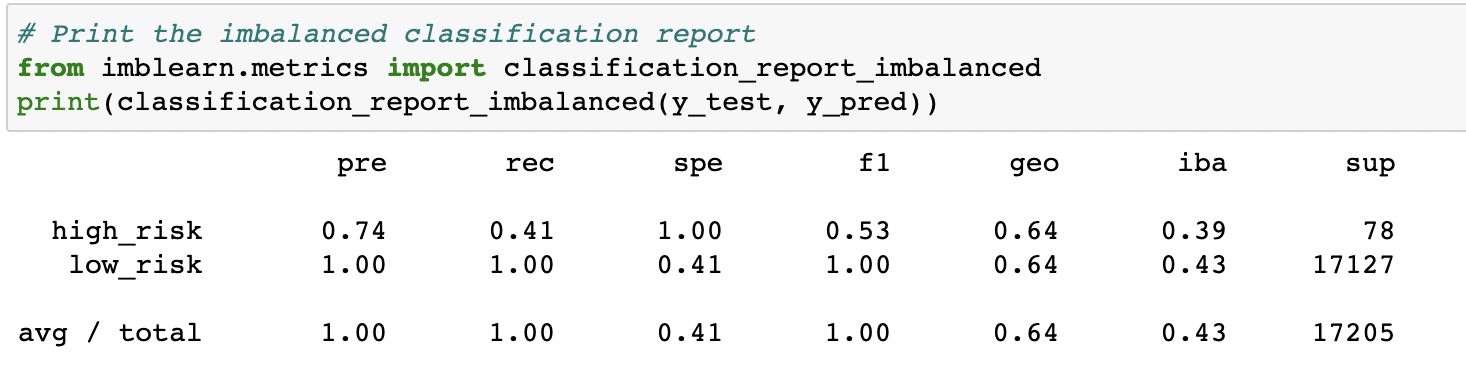 # Print the imbalanced classification report
from imblearn.metrics import classification_report_imbalanced
print(classification_report_imbalanced(y_test, y_pred))
pre rec spe f1 geo iba sup
high_risk 0.74 0.41 1.00 0.53 0.64 0.39 78
low_risk 1.00 1.00 0.41 1.00 0.64 0.43 17127
avg / total 1.00 1.00 0.41 1.00 0.64 0.43 17205